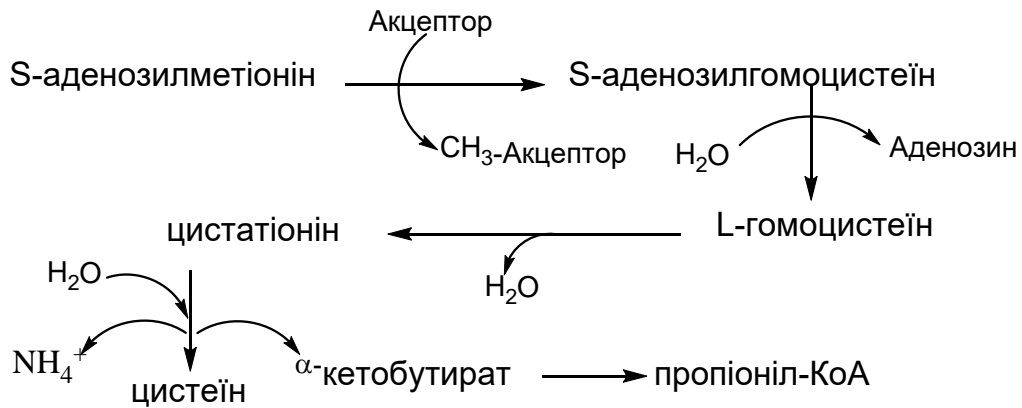 Акцептор
S-аденозилметіонін
S-аденозилгомоцистеїн
CH₃-Акцептор
H₂O
Аденозин
цистатіонін
L-гомоцистеїн
H₂O
H₂O
NH₄⁺
цистеїн
α-кетобутират
пропіоніл-КоА